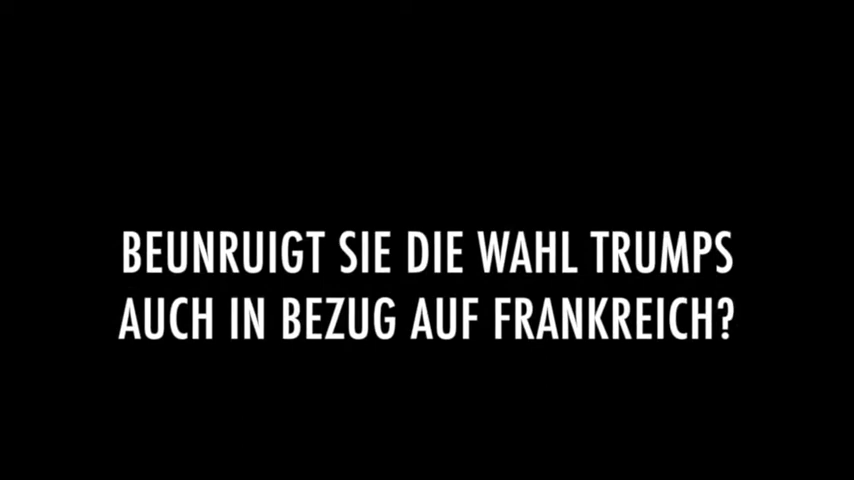 BEUNRUIGT SIE DIE WAHL TRUMPS
AUCH IN BEZUG AUF FRANKREICH?